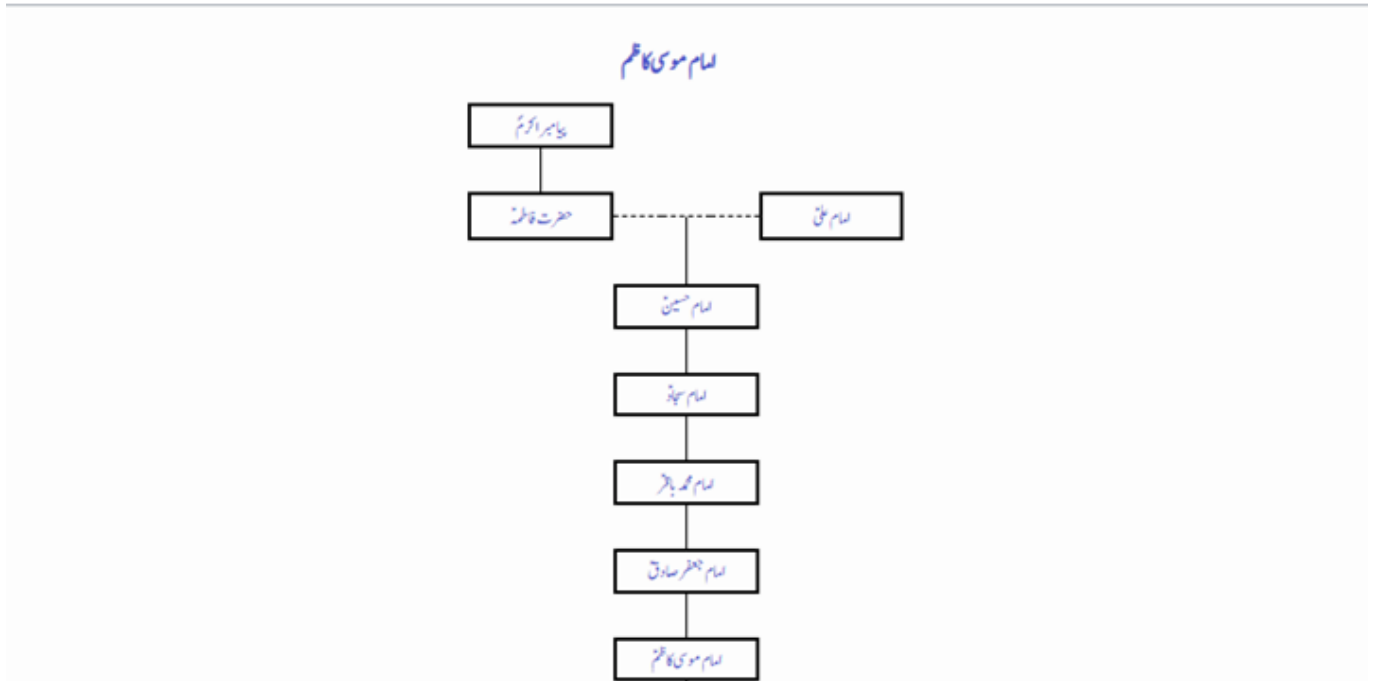 امام موسی کاظم
پیامبر اکرمؐ
حضرت فاطمہؑ
امام علیؑ
امام حسینؑ
امام سجادؑ
امام محمد باقرؑ
امام جعفر صادقؑ
امام موسی کاظمؑ